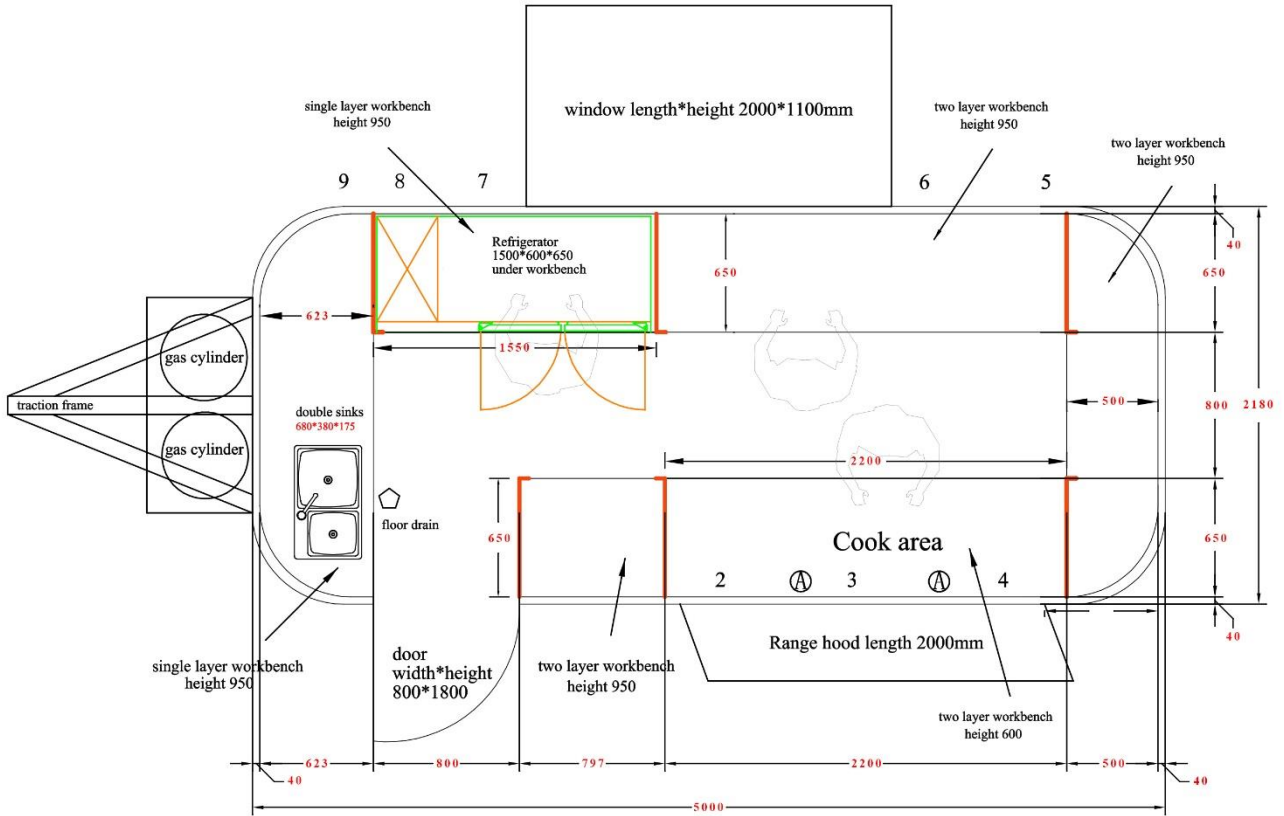 window length*height 2000*1100mm
single layer workbench
height 950
two layer workbench
height 950
two layer workbench
height 950
9
8
7
6
5
40
Refrigerator
1500*600*650
under workbench
650
650
623
1550
gas cylinder
traction frame
gas cylinder
double sinks
680*380*175
800
2180
500
2200
floor drain
650
650
Cook area
2
A
3
A
4
40
Range hood length 2000mm
door
width*height
800*1800
single layer workbench
height 950
two layer workbench
height 950
two layer workbench
height 600
623
800
797
2200
500
40
40
5000